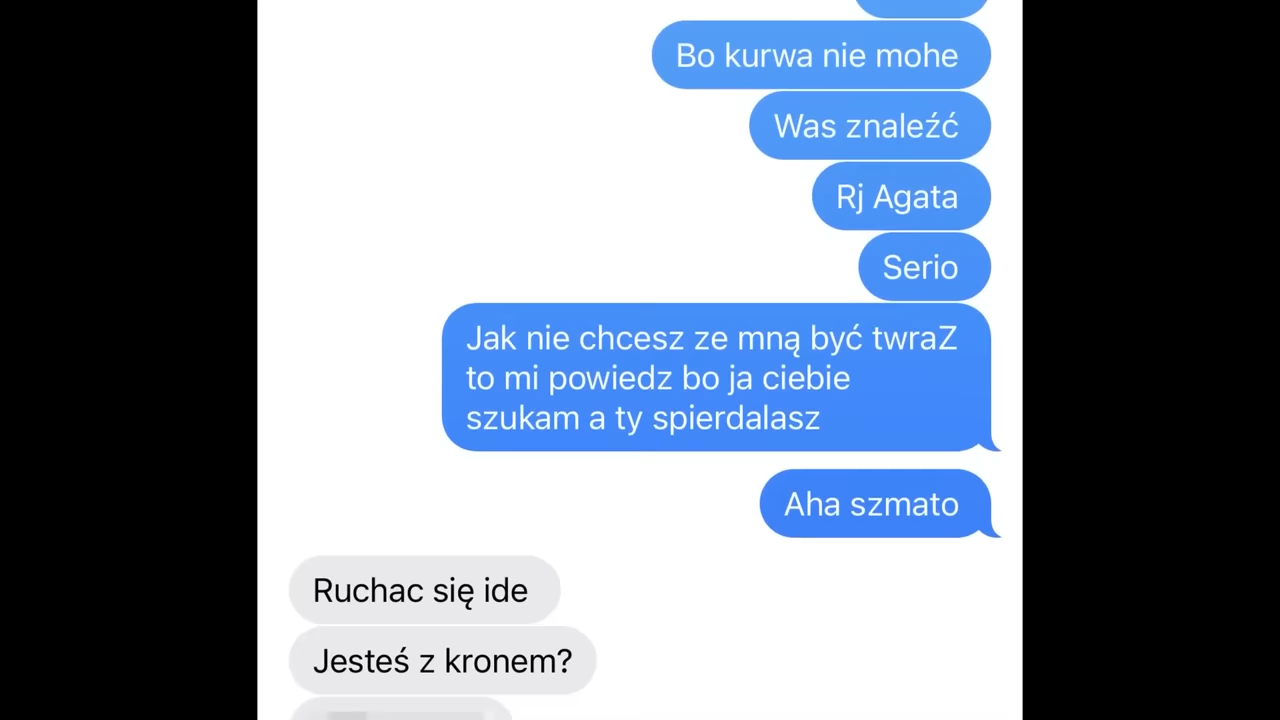 Bo kurwa nie mohe
Was znaleźć
Rj Agata
Serio
Jak nie chcesz ze mną być twraZ
to mi powiedz bo ja ciebie
szukam a ty spierdalasz
Aha szmato
Ruchac się ide
Jesteś z kronem?